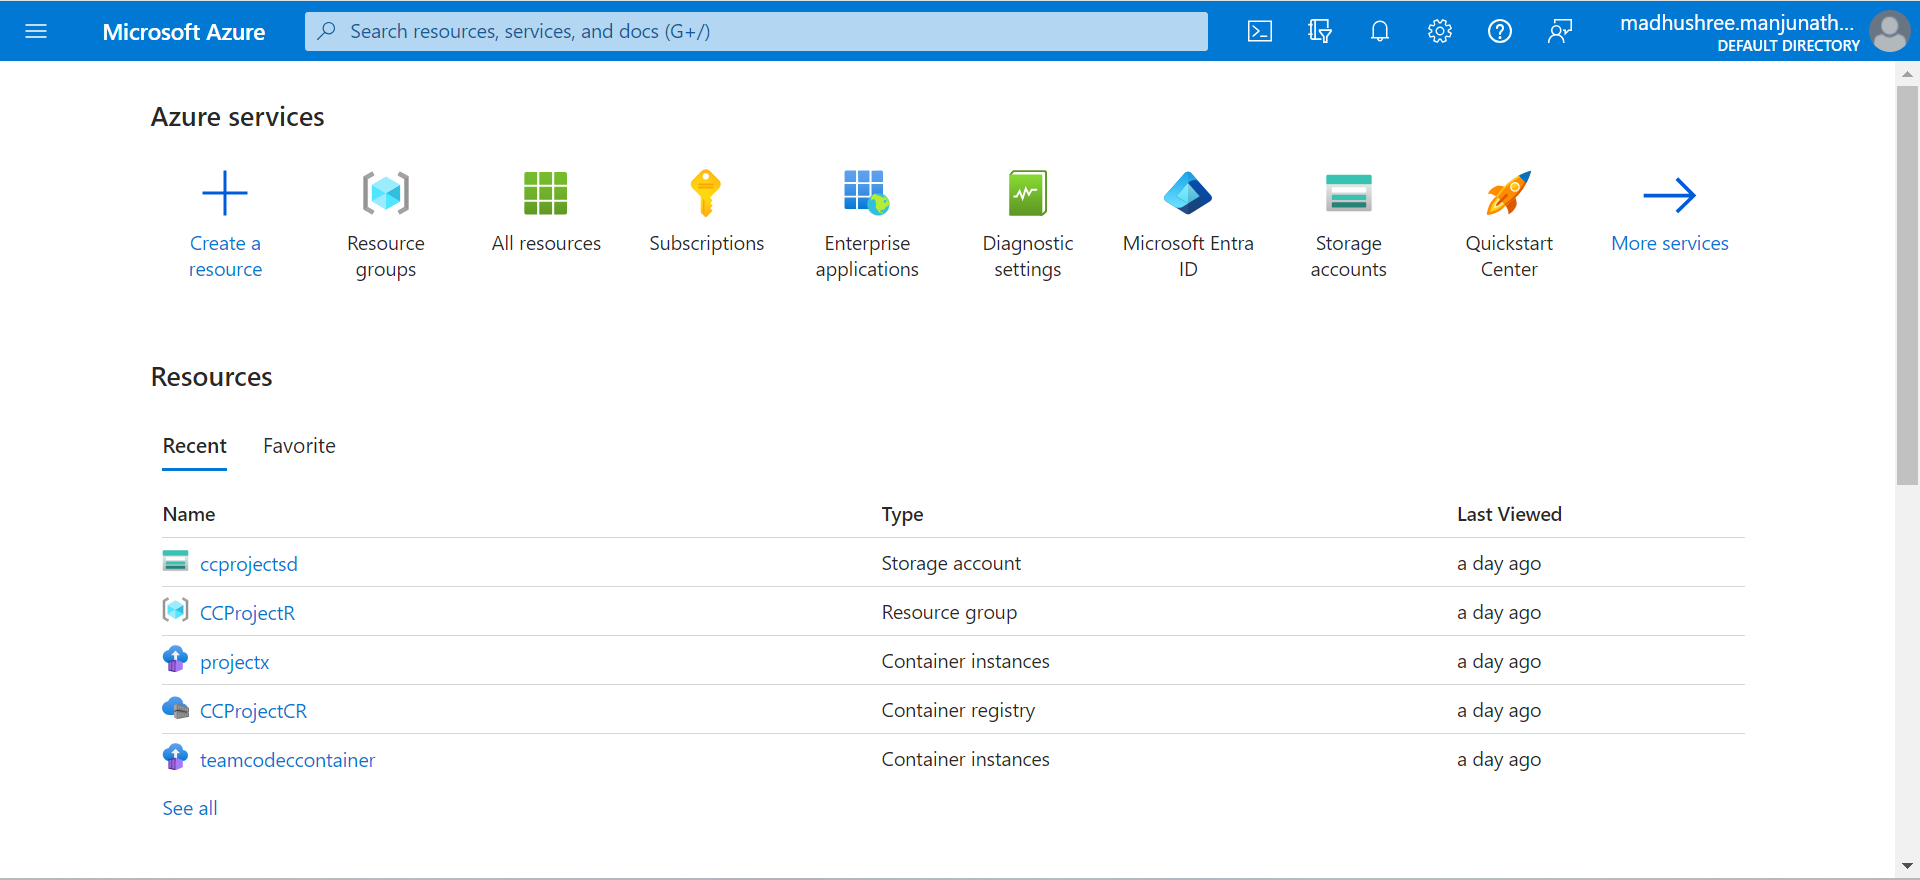 Microsoft Azure
Search resources, services, and docs (G+/)
madhushree.manjunath...
DEFAULT DIRECTORY
Azure services
Create a
resource
Resource
groups
All resources
Subscriptions
Enterprise
applications
Diagnostic
settings
Microsoft Entra
ID
Storage
accounts
Quickstart
Center
More services
Resources
Recent Favorite
Name Type Last Viewed
ccprojectsd Storage account a day ago
CCProjectR Resource group a day ago
projectx Container instances a day ago
CCProjectCR Container registry a day ago
teamcodeccontainer Container instances a day ago
See all